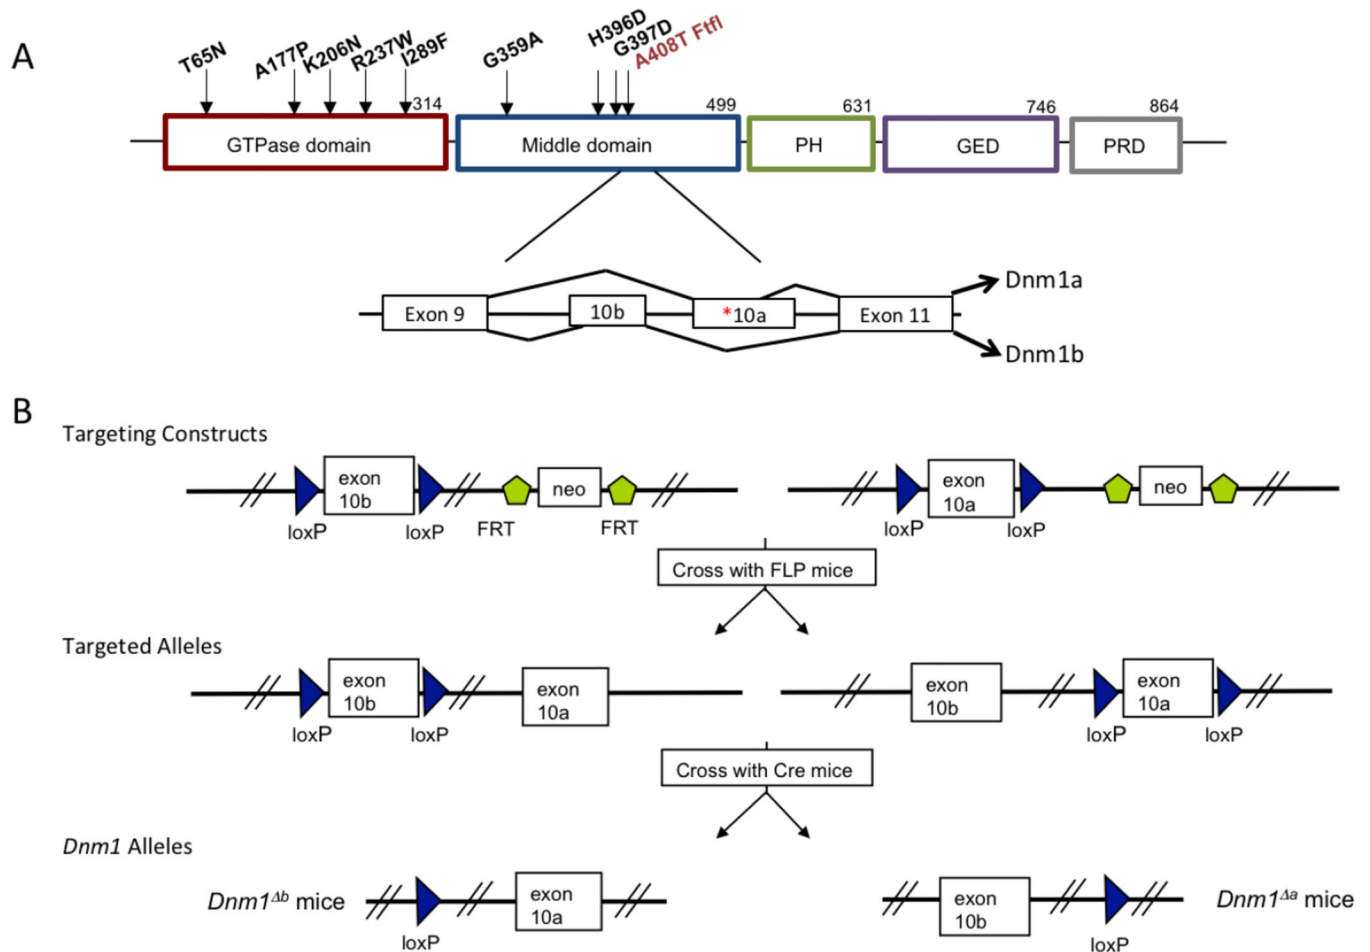 A
T65N
A177P
K206N
R237W
I289F
G359A
H396D
G397D
A408T Ftfl
314
499
631
746
864
GTPase domain
Middle domain
PH
GED
PRD
Exon 9
10b
*10a
Exon 11
Dnm1a
Dnm1b
B
Targeting Constructs
exon
10b
neo
loxP
loxP
FRT
FRT
exon
10a
neo
loxP
loxP
Cross with FLP mice
Targeted Alleles
exon
10b
exon
10a
loxP
loxP
exon
10b
exon
10a
loxP
loxP
Cross with Cre mice
Dnm1 Alleles
Dnm1Δb mice
exon
10a
loxP
exon
10b
Dnm1Δa mice
loxP